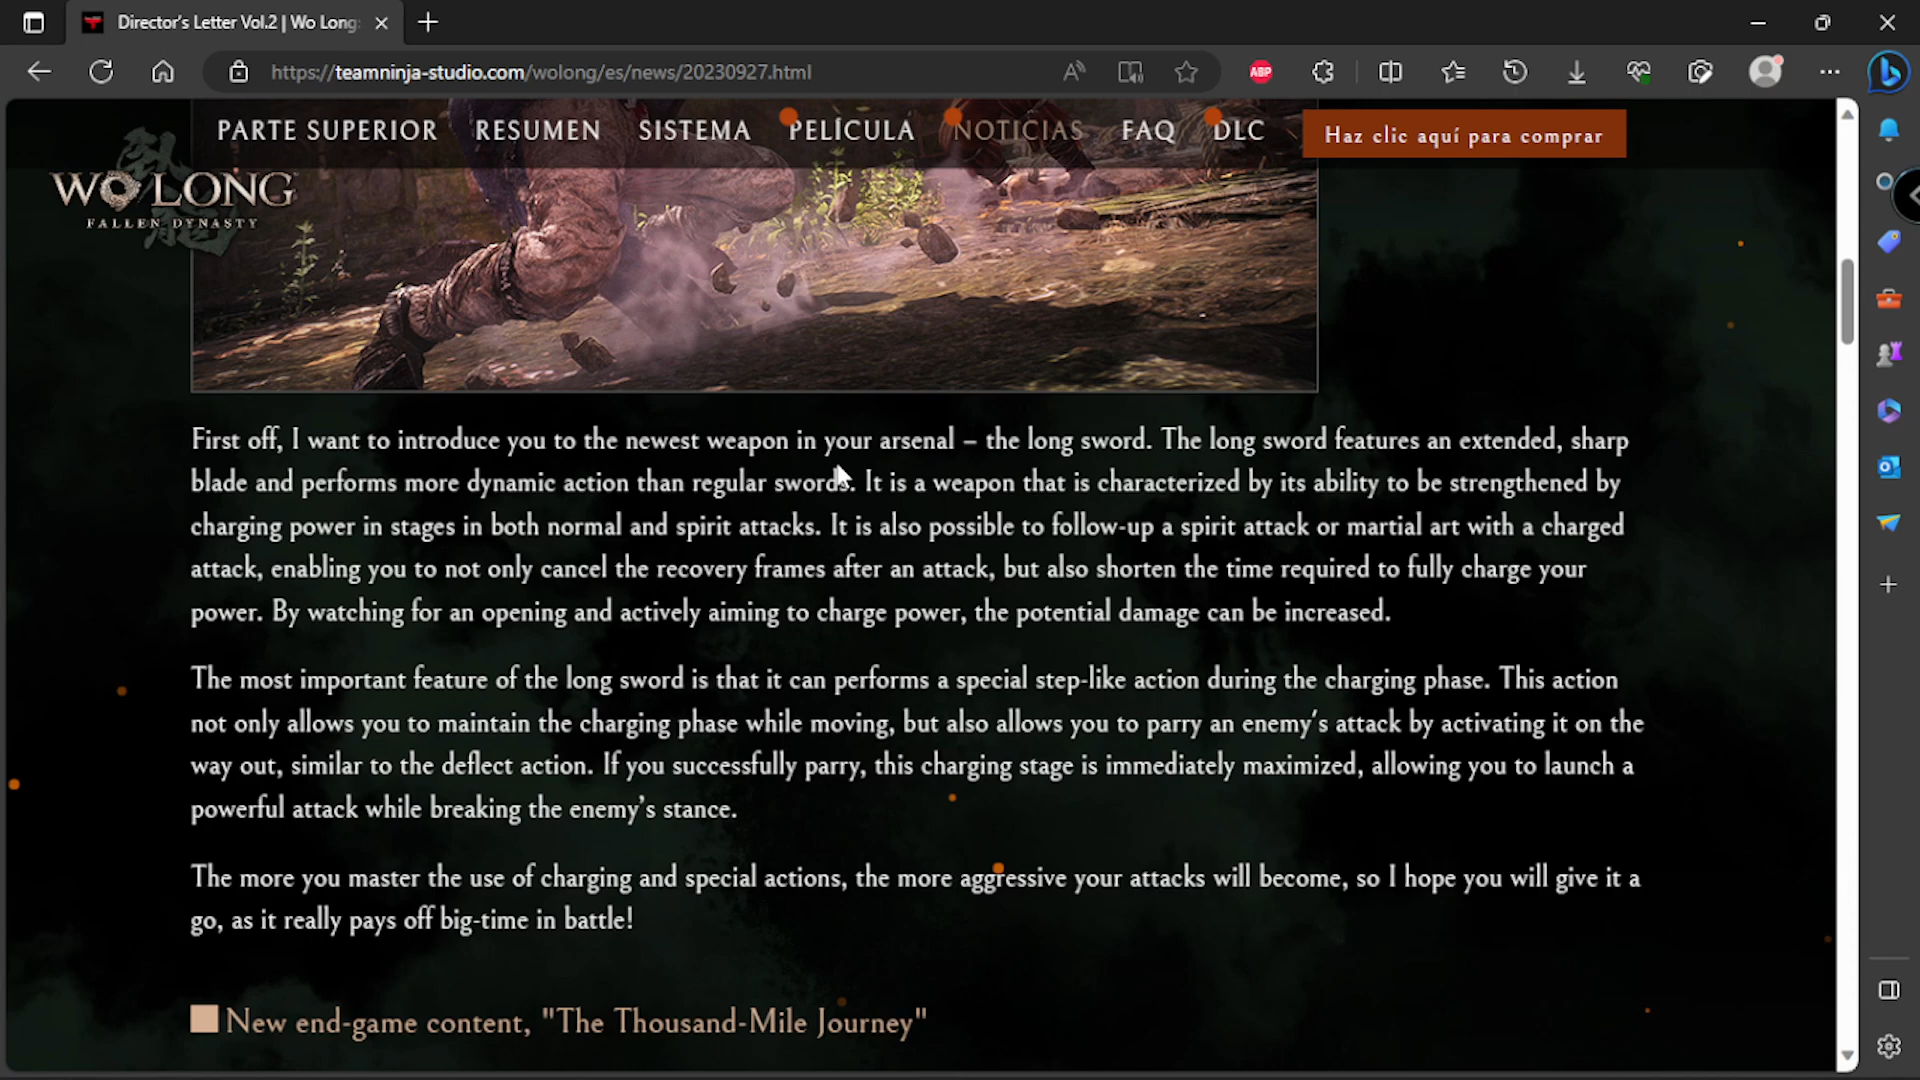 Director's Letter Vol.2 | Wo Long:
https://teamninja-studio.com/wolong/es/news/20230927.html
ABP
PARTE SUPERIOR RESUMEN SISTEMA PELÍCULA NOTICIAS FAQ DLC Haz clic aquí para comprar
WO LONG
FALLEN DYNASTY
First off, I want to introduce you to the newest weapon in your arsenal – the long sword. The long sword features an extended, sharp
blade and performs more dynamic action than regular swords. It is a weapon that is characterized by its ability to be strengthened by
charging power in stages in both normal and spirit attacks. It is also possible to follow-up a spirit attack or martial art with a charged
attack, enabling you to not only cancel the recovery frames after an attack, but also shorten the time required to fully charge your
power. By watching for an opening and actively aiming to charge power, the potential damage can be increased.
The most important feature of the long sword is that it can performs a special step-like action during the charging phase. This action
not only allows you to maintain the charging phase while moving, but also allows you to parry an enemy's attack by activating it on the
way out, similar to the deflect action. If you successfully parry, this charging stage is immediately maximized, allowing you to launch a
powerful attack while breaking the enemy's stance.
The more you master the use of charging and special actions, the more aggressive your attacks will become, so I hope you will give it a
go, as it really pays off big-time in battle!
New end-game content, "The Thousand-Mile Journey"